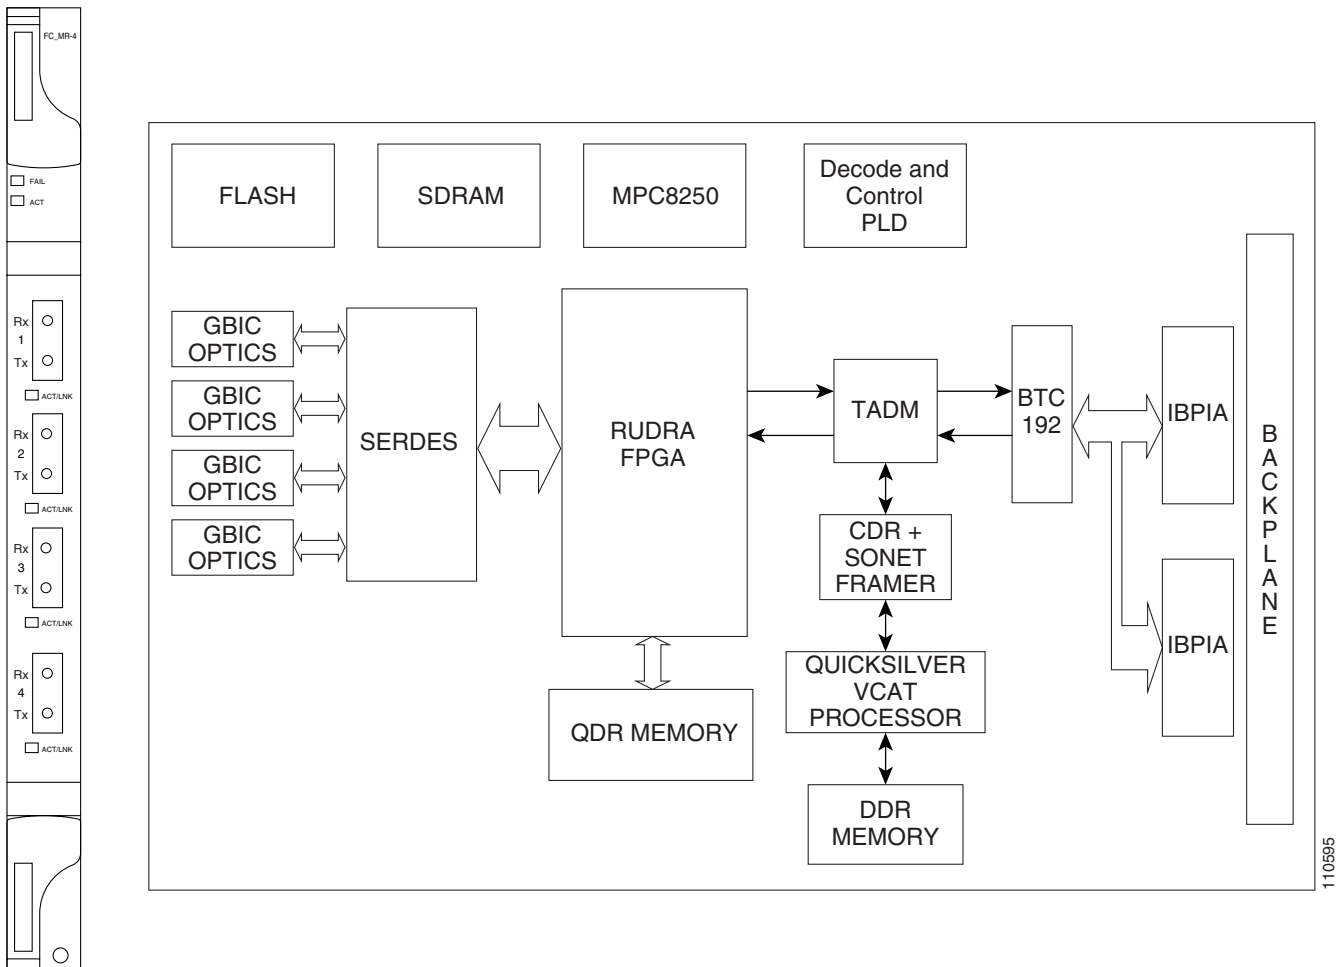 FC_MR-4
FAIL
ACT
Rx
1
Tx
ACT/LNK
Rx
2
Tx
ACT/LNK
Rx
3
Tx
ACT/LNK
Rx
4
Tx
ACT/LNK
FLASH
SDRAM
MPC8250
Decode and
Control
PLD
GBIC
OPTICS
GBIC
OPTICS
GBIC
OPTICS
GBIC
OPTICS
SERDES
RUDRA
FPGA
QDR MEMORY
TADM
CDR +
SONET
FRAMER
QUICKSILVER
VCAT
PROCESSOR
DDR
MEMORY
BTC
192
IBPIA
IBPIA
BACKPLANE
110595